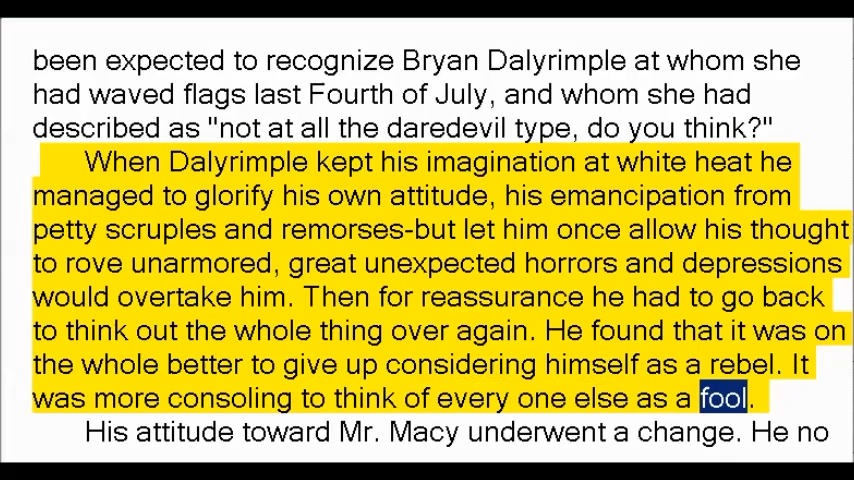 been expected to recognize Bryan Dalyrimple at whom she
had waved flags last Fourth of July, and whom she had
described as "not at all the daredevil type, do you think?"
When Dalyrimple kept his imagination at white heat he
managed to glorify his own attitude, his emancipation from
petty scruples and remorses-but let him once allow his thought
to rove unarmored, great unexpected horrors and depressions
would overtake him. Then for reassurance he had to go back
to think out the whole thing over again. He found that it was on
the whole better to give up considering himself as a rebel. It
was more consoling to think of every one else as a fool.
His attitude toward Mr. Macy underwent a change. He no